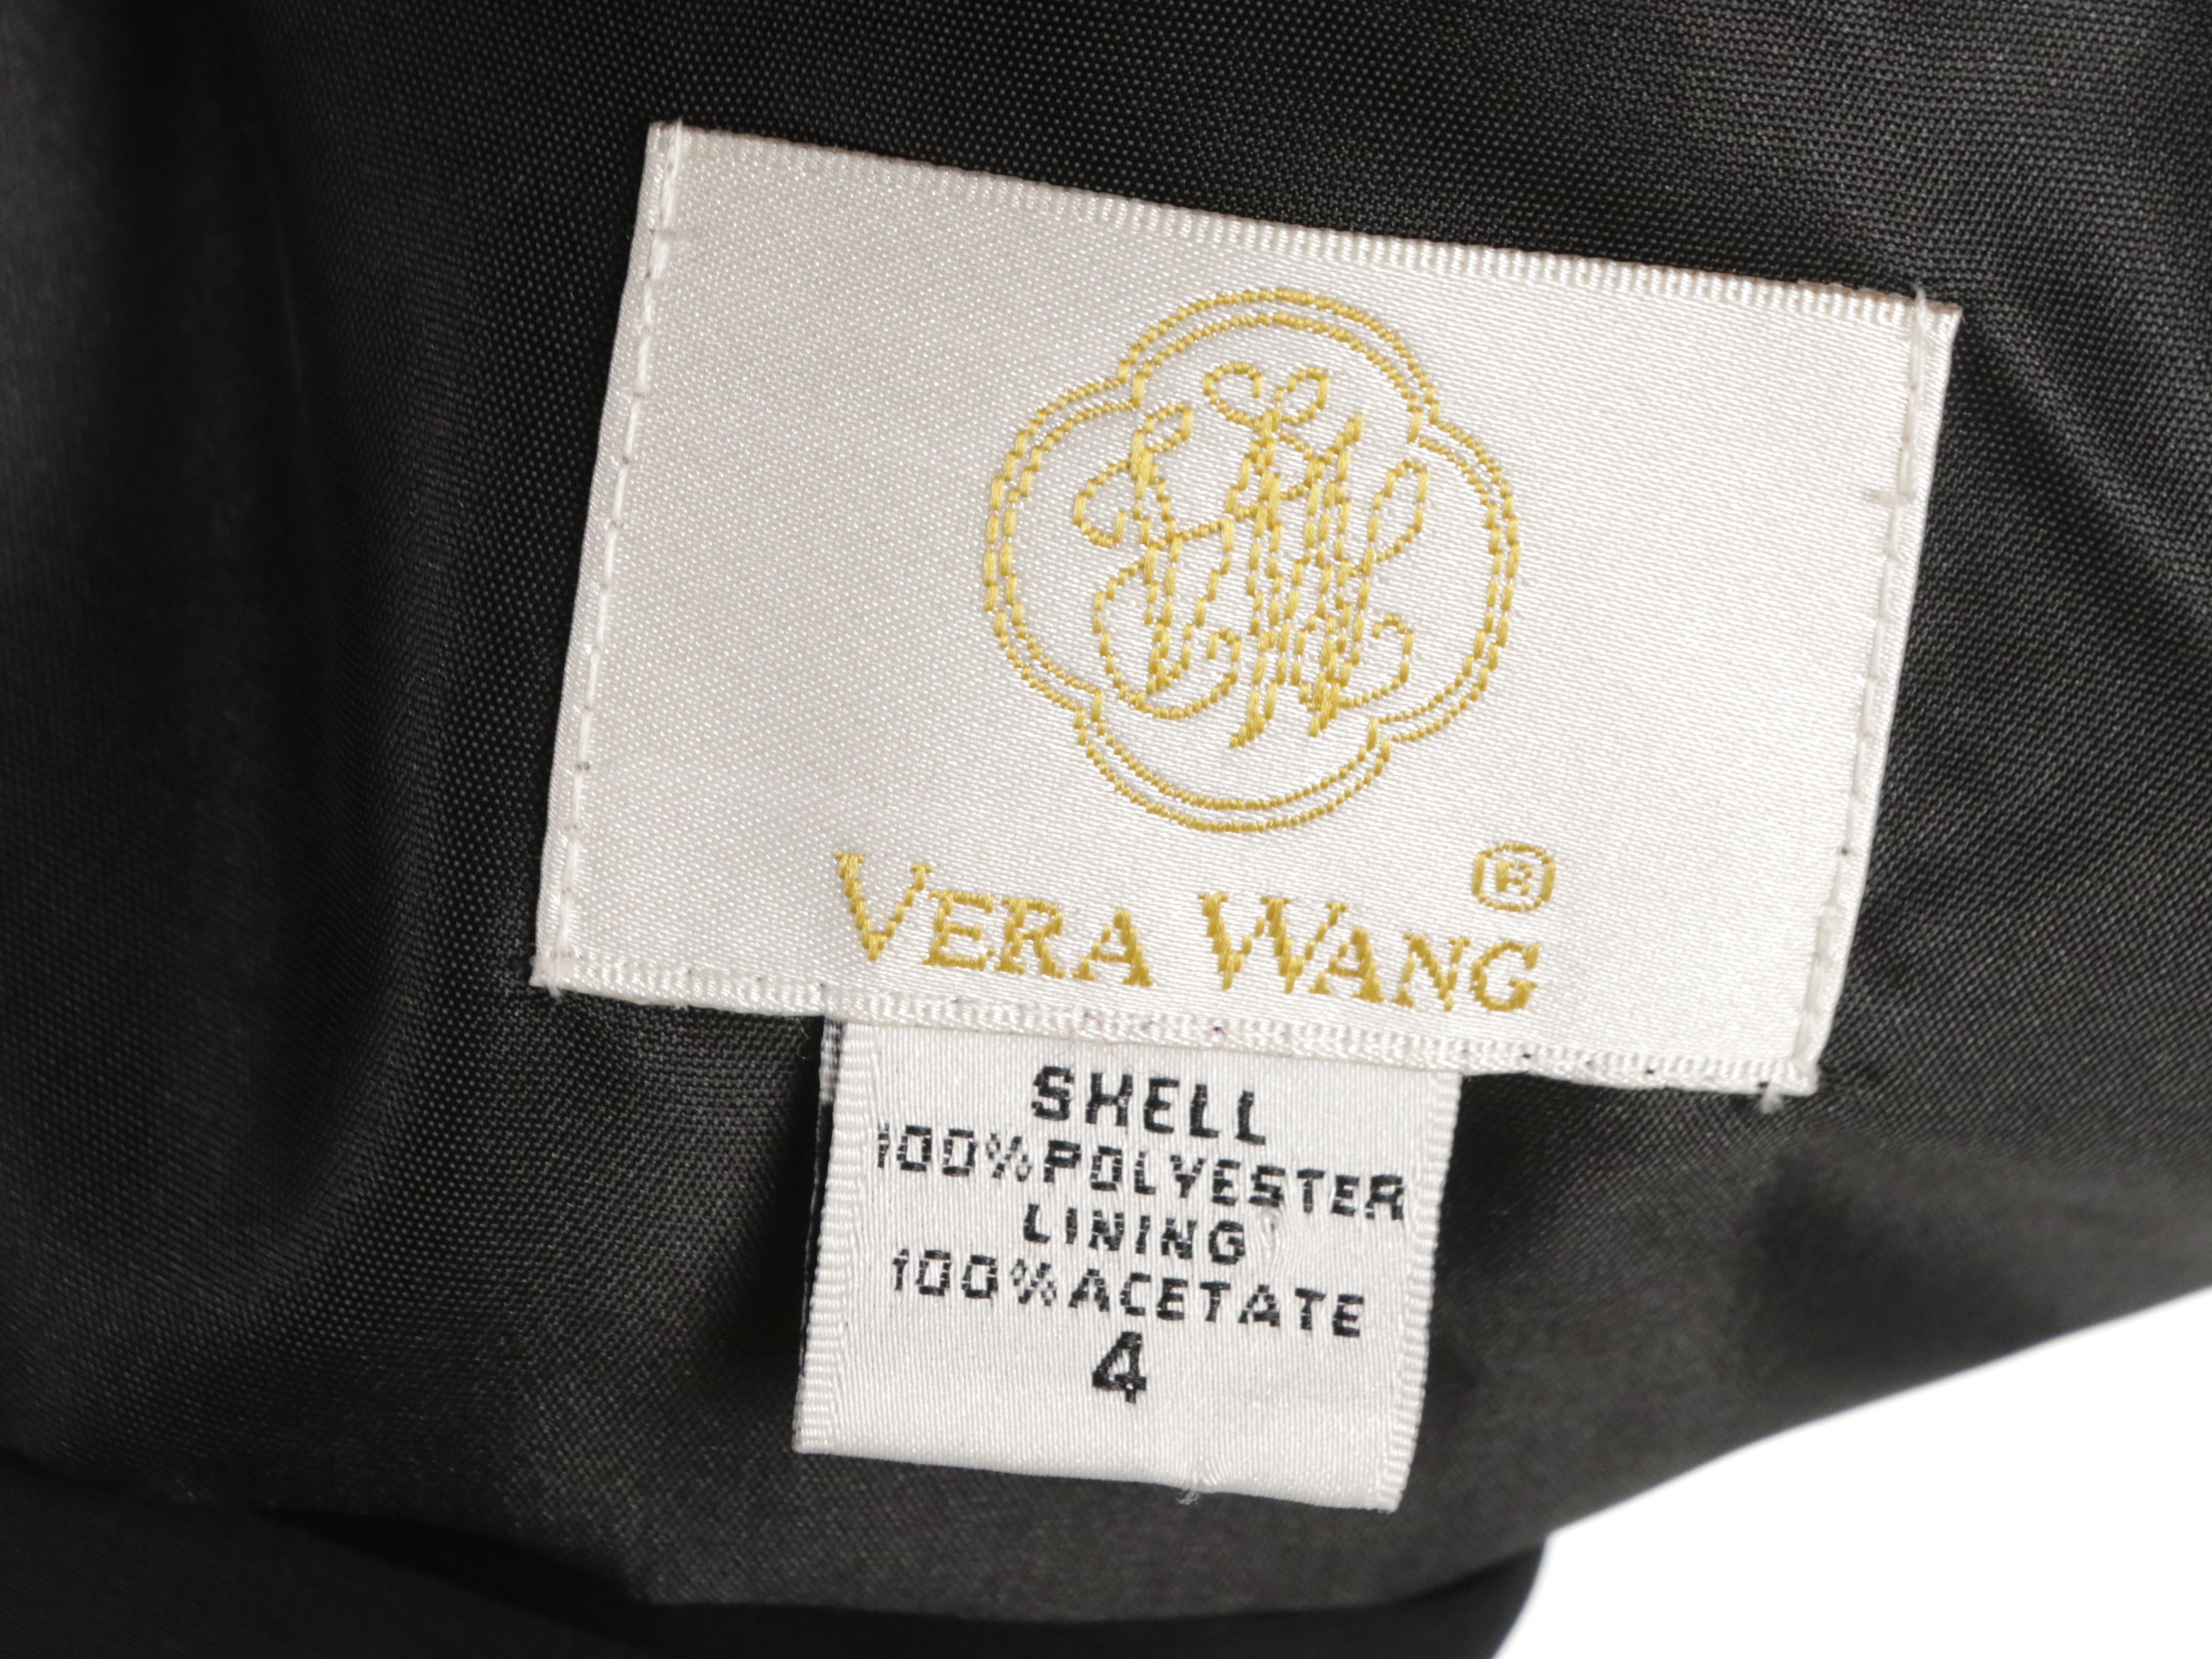 VERA WANG ®
SHELL
100% POLYESTER
LINING
100% ACETATE
4